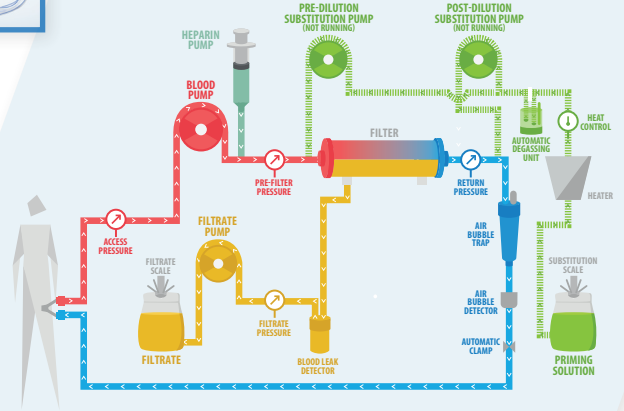 PRE-DILUTION
SUBSTITUTION PUMP
(NOT RUNNING)
POST-DILUTION
SUBSTITUTION PUMP
(NOT RUNNING)
HEPARIN
PUMP
BLOOD
PUMP
FILTER
HEAT
CONTROL
AUTOMATIC
DEGASSING
UNIT
PRE-FILTER
PRESSURE
RETURN
PRESSURE
HEATER
ACCESS
PRESSURE
FILTRATE
PUMP
AIR
BUBBLE
TRAP
FILTRATE
SCALE
SUBSTITUTION
SCALE
AIR
BUBBLE
DETECTOR
FILTRATE
PRESSURE
AUTOMATIC
CLAMP
FILTRATE
BLOOD LEAK
DETECTOR
PRIMING
SOLUTION